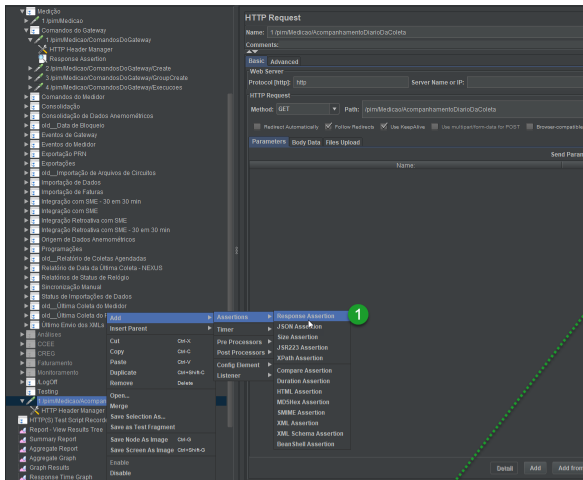 Medição
1 /pim/Medicao
Comandos do Gateway
1 /pim/Medicao/ComandosDoGateway
HTTP Header Manager
Response Assertion
2 /pim/Medicao/ComandosDoGateway/Create
3 /pim/Medicao/ComandosDoGateway/GroupCreate
4 /pim/Medicao/ComandosDoGateway/Execucoes
Comandos do Medidor
Consolidação
Consolidação de Dados Anemométricos
old__Data de Bloqueio
Eventos de Gateway
Eventos do Medidor
Exportação PRN
Exportações
old__Importação de Arquivos de Circuitos
Importação de Dados
Importação de Faturas
Integração com SME - 30 em 30 min
Integração com SME
Integração Retroativa com SME
Integração Retroativa com SME - 30 em 30 min
Origem de Dados Anemométricos
Programações
old__Relatório de Coletas Agendadas
Relatório de Data da Última Coleta - NEXUS
Relatórios de Status de Relógio
Sincronização Manual
Status de Importações de Dados
old__Última Coleta do Medidor
old__Última Coleta do
Último Envio dos XMLs
Análises
CCEE
CREG
Faturamento
Monitoramento
/LogOff
Testing
1 /pim/Medicao/Acompan
HTTP Header Manager
HTTP(S) Test Script Record
Report - View Results Tree
Summary Report
Aggregate Report
Aggregate Graph
Graph Results
Response Time Graph
Add
Insert Parent
Cut Ctrl-X
Copy Ctrl-C
Paste Ctrl-V
Duplicate Ctrl+Shift-C
Remove Delete
Open...
Merge
Save Selection As...
Save as Test Fragment
Save Node As Image Ctrl-G
Save Screen As Image Ctrl+Shift-G
Enable
Disable
Assertions
Timer
Pre Processors
Post Processors
Config Element
Listener
Response Assertion
JSON Assertion
Size Assertion
JSR223 Assertion
XPath Assertion
Compare Assertion
Duration Assertion
HTML Assertion
MD5Hex Assertion
SMIME Assertion
XML Assertion
XML Schema Assertion
BeanShell Assertion
1
HTTP Request
Name: 1 /pim/Medicao/AcompanhamentoDiarioDaColeta
Comments:
Basic Advanced
Web Server
Protocol [http]: http Server Name or IP:
HTTP Request
Method: GET Path: /pim/Medicao/AcompanhamentoDiarioDaColeta
Redirect Automatically Follow Redirects Use KeepAlive Use multipart/form-data for POST Browser-compatible
Parameters Body Data Files Upload
Send Param
Name:
Detail Add Add from